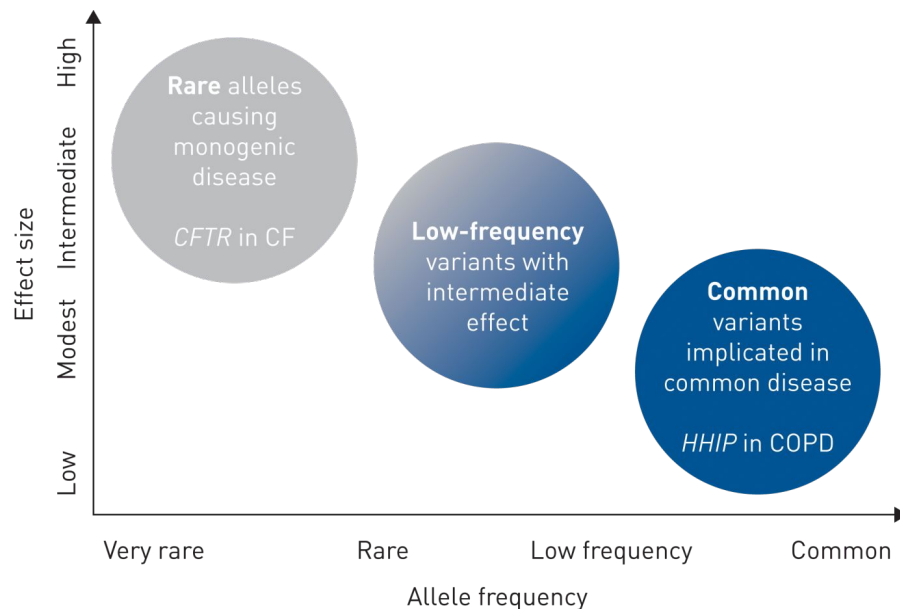 High
Intermediate
Modest
Low
Effect size
Rare alleles
causing
monogenic
disease
CFTR in CF
Low-frequency
variants with
intermediate
effect
Common
variants
implicated in
common disease
HHIP in COPD
Very rare
Rare
Low frequency
Common
Allele frequency